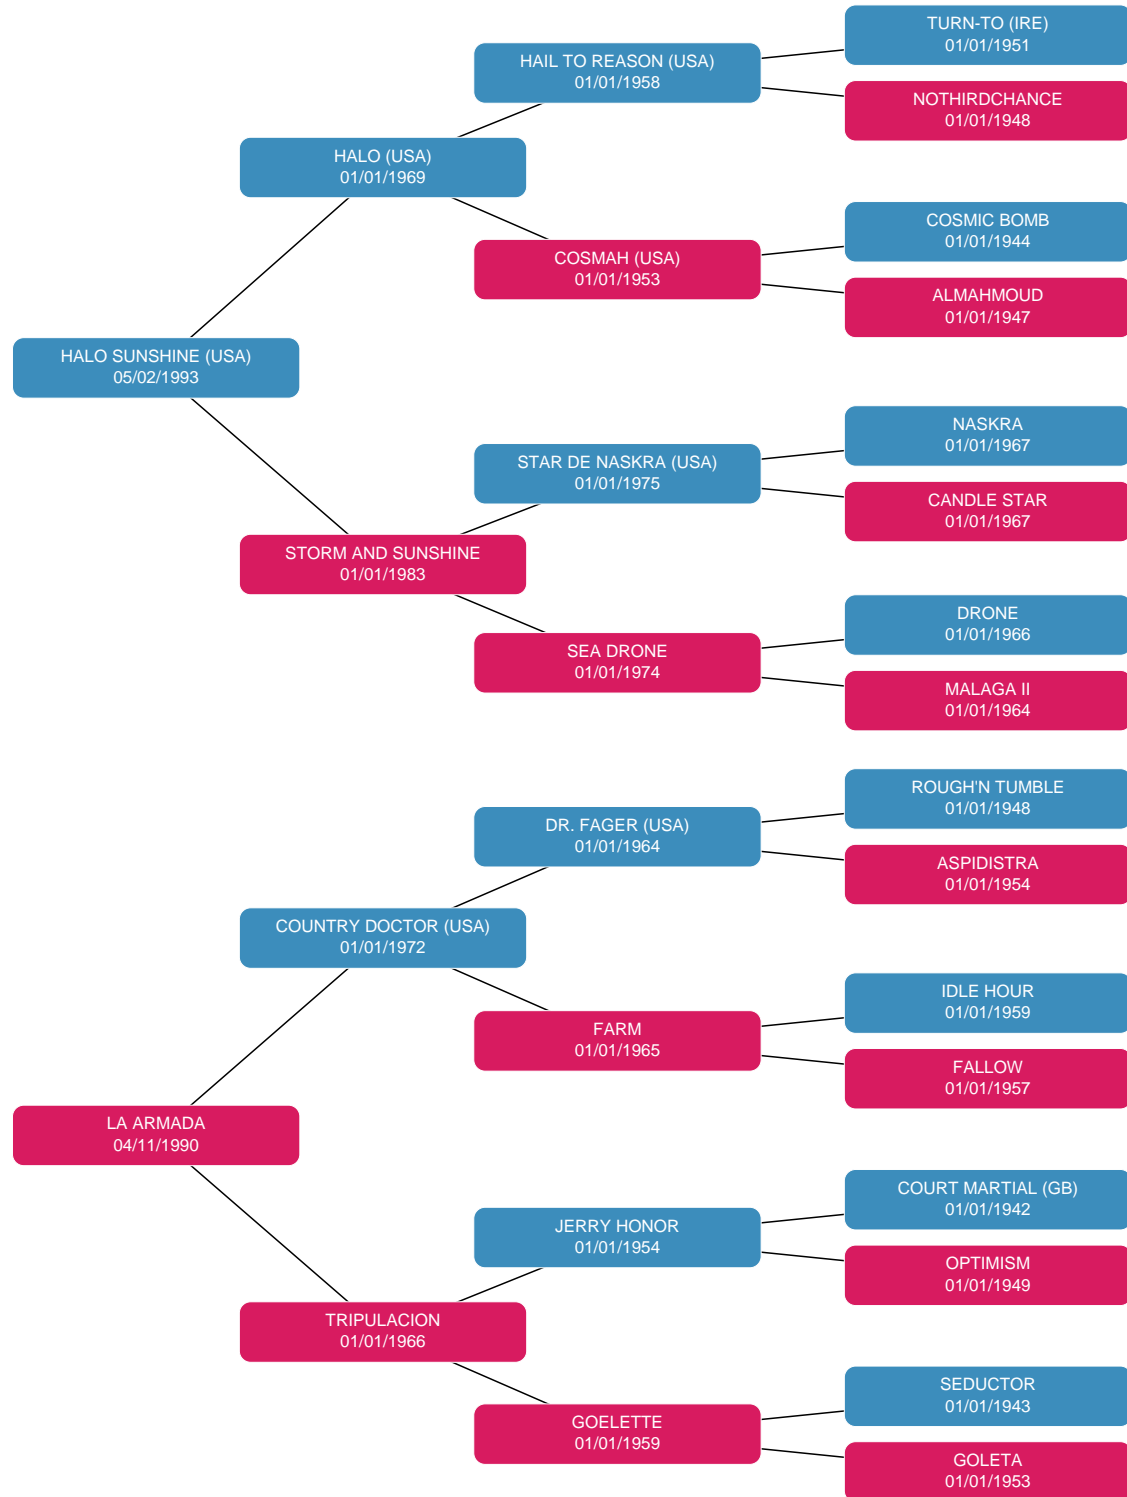 TURN-TO (IRE)
01/01/1951
HAIL TO REASON (USA)
01/01/1958
NOTHIRDCHANCE
01/01/1948
HALO (USA)
01/01/1969
COSMIC BOMB
01/01/1944
COSMAH (USA)
01/01/1953
ALMAHMOUD
01/01/1947
HALO SUNSHINE (USA)
05/02/1993
NASKRA
01/01/1967
STAR DE NASKRA (USA)
01/01/1975
CANDLE STAR
01/01/1967
STORM AND SUNSHINE
01/01/1983
DRONE
01/01/1966
SEA DRONE
01/01/1974
MALAGA II
01/01/1964
ROUGH'N TUMBLE
01/01/1948
DR. FAGER (USA)
01/01/1964
ASPIDISTRA
01/01/1954
COUNTRY DOCTOR (USA)
01/01/1972
IDLE HOUR
01/01/1959
FARM
01/01/1965
FALLOW
01/01/1957
LA ARMADA
04/11/1990
COURT MARTIAL (GB)
01/01/1942
JERRY HONOR
01/01/1954
OPTIMISM
01/01/1949
TRIPULACION
01/01/1966
SEDUCTOR
01/01/1943
GOELETTE
01/01/1959
GOLETA
01/01/1953